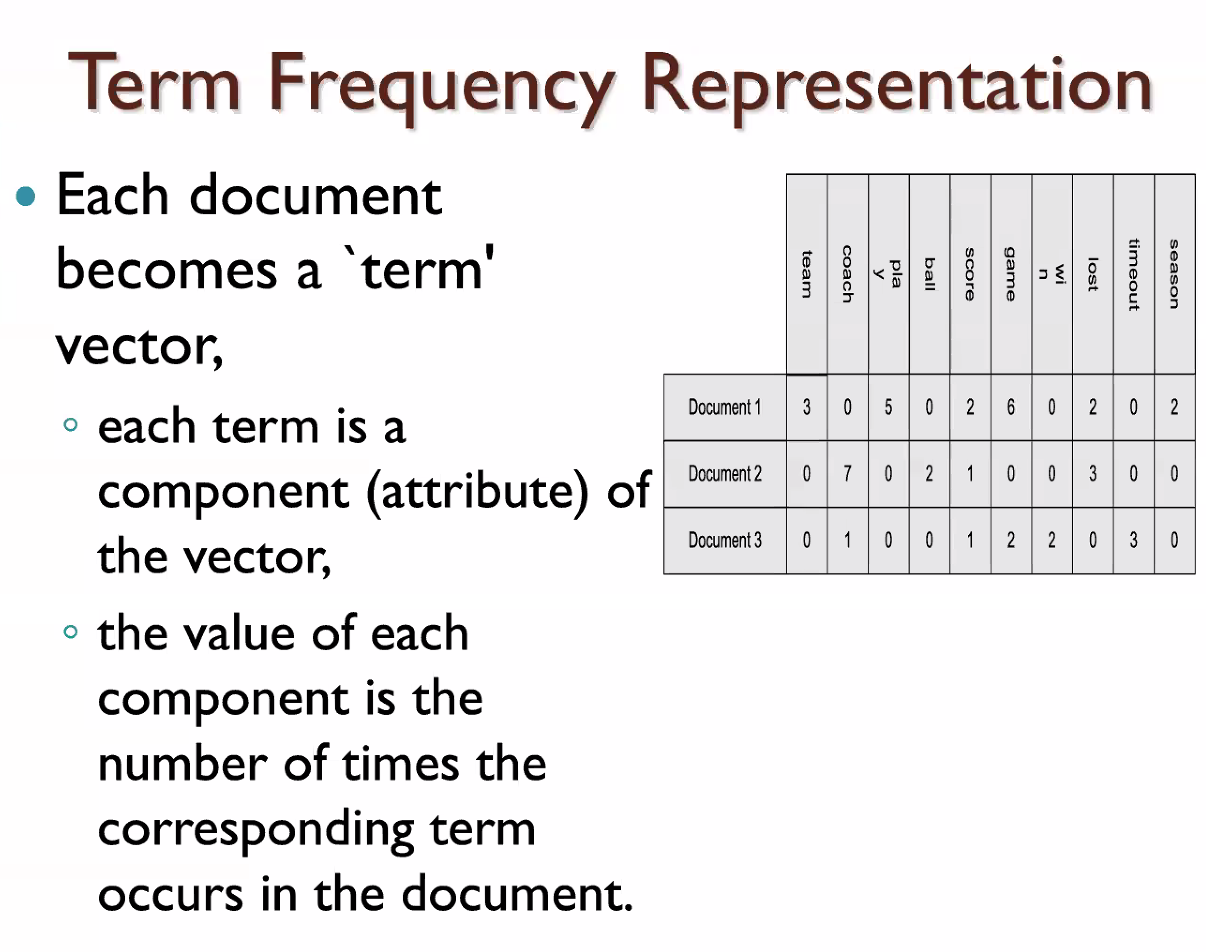 Term Frequency Representation
• Each document
becomes a `term'
vector,
◦ each term is a
component (attribute) of
the vector,
◦ the value of each
component is the
number of times the
corresponding term
occurs in the document.
team coach pla y ball score game wi n lost timeout season
Document 1 3 0 5 0 2 6 0 2 0 2
Document 2 0 7 0 2 1 0 0 3 0 0
Document 3 0 1 0 0 1 2 2 0 3 0